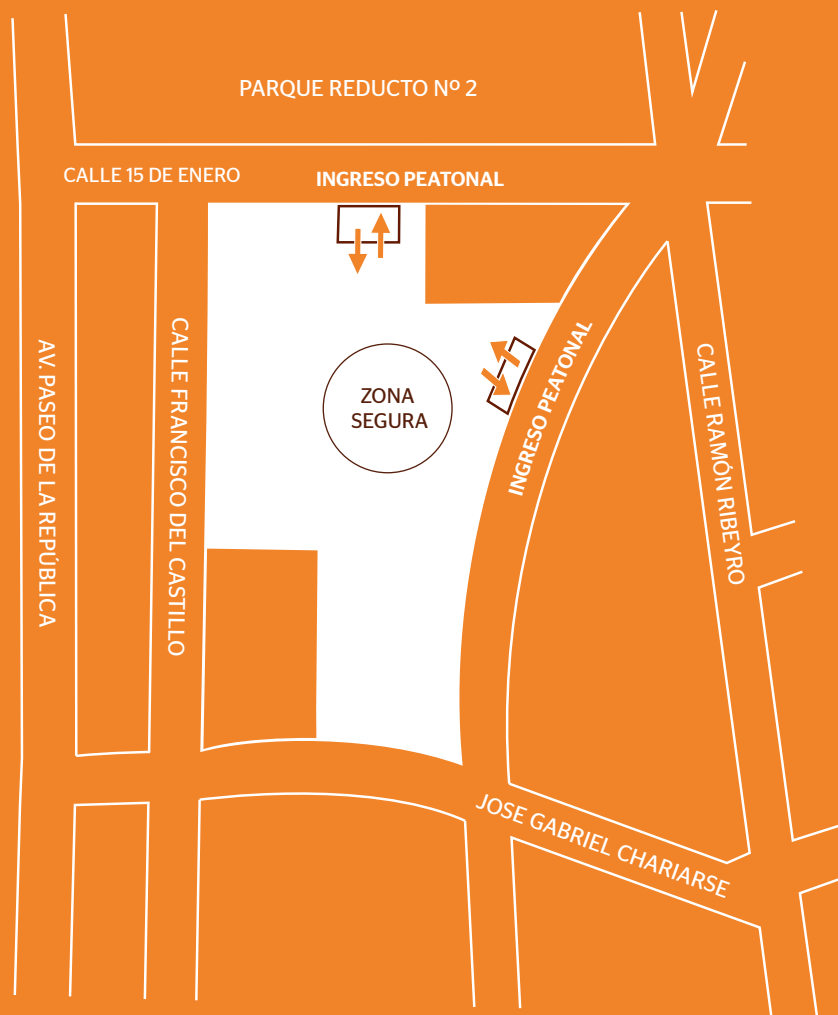 PARQUE REDUCTO Nº 2
CALLE 15 DE ENERO
INGRESO PEATONAL
AV. PASEO DE LA REPÚBLICA
CALLE FRANCISCO DEL CASTILLO
ZONA
SEGURA
INGRESO PEATONAL
CALLE RAMÓN RIBEYRO
JOSE GABRIEL CHARIARSE